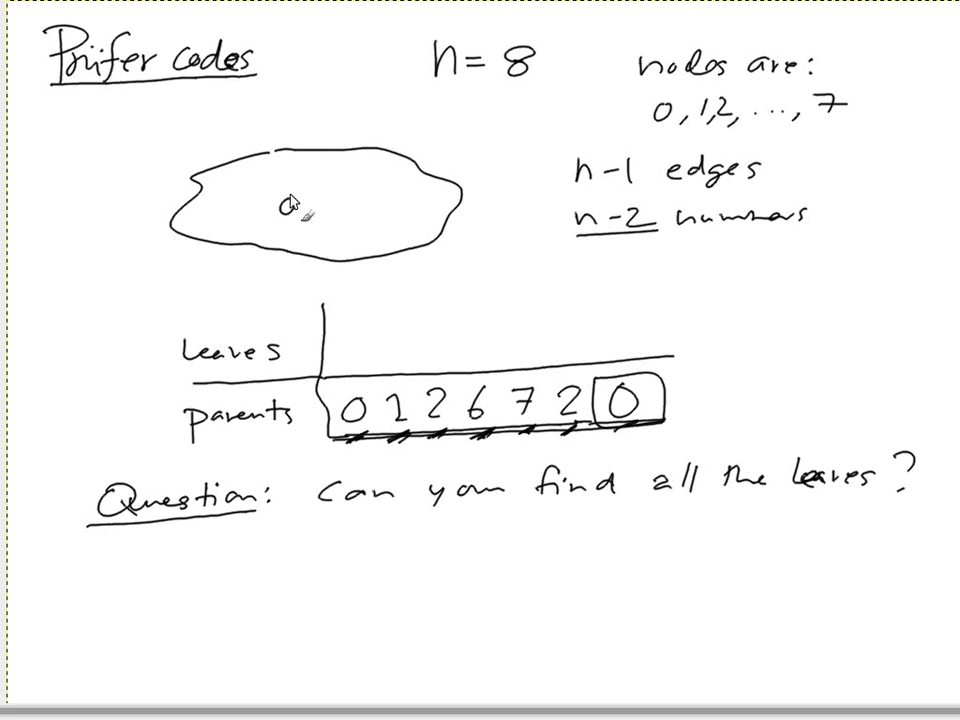 Prüfer codes n = 8 nodes are:
0, 1, 2, ..., 7
n-1 edges
0
n-2 numbers
leaves
parents 0 1 2 6 7 2 0
Question: Can you find all the leaves?